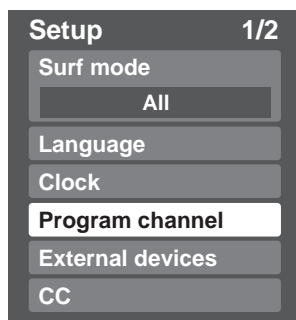 Setup 1/2
Surf mode
All
Language
Clock
Program channel
External devices
CC